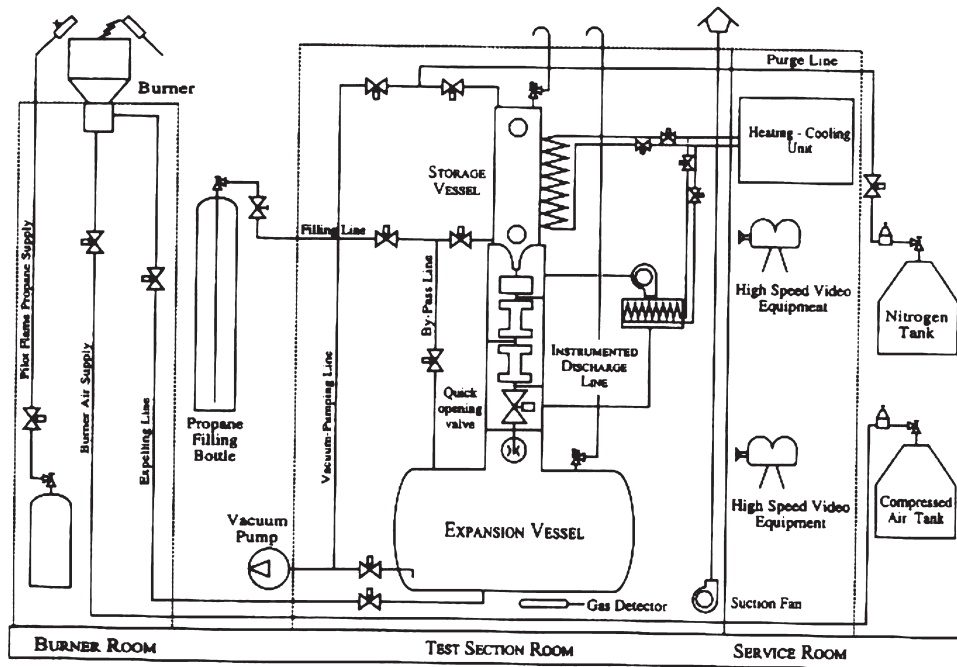 Burner
Purge Line
Heating - Cooling
Unit
STORAGE
VESSEL
Filling Line
By-Pass Line
Pilot Flame Propane Supply
Burner Air Supply
Expelling Line
Vacuum-Pumping Line
High Speed Video
Equipment
Nitrogen
Tank
INSTRUMENTED
DISCHARGE
LINE
Quick
opening
valve
Propane
Filling
Bottle
Vacuum
Pump
EXPANSION VESSEL
High Speed Video
Equipment
Compressed
Air Tank
Gas Detector
Suction Fan
BURNER ROOM
TEST SECTION ROOM
SERVICE ROOM